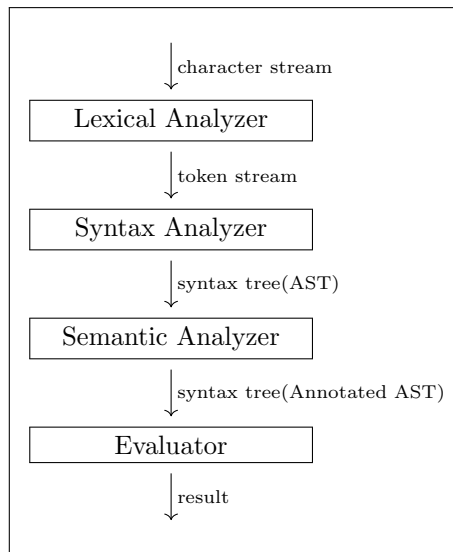 character stream
Lexical Analyzer
token stream
Syntax Analyzer
syntax tree(AST)
Semantic Analyzer
syntax tree(Annotated AST)
Evaluator
result